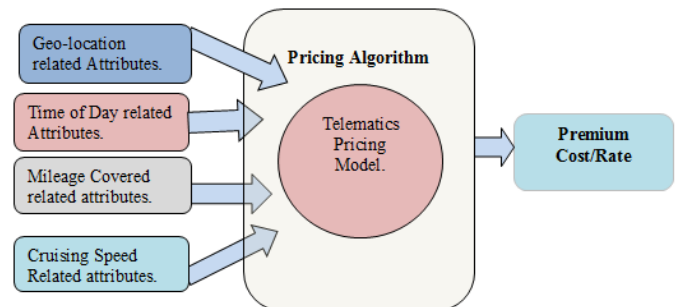 Geo-location
related Attributes.
Time of Day related
Attributes.
Mileage Covered
related attributes.
Cruising Speed
Related attributes.
Pricing Algorithm
Telematics
Pricing
Model.
Premium
Cost/Rate